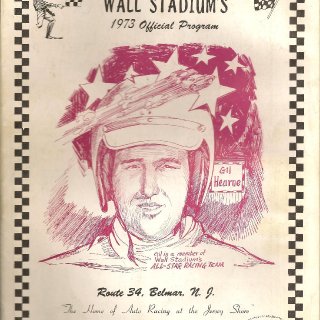 WALL STADIUM'S
1973 Official Program
Gil
Hearne
Gil is a member of
Wall Stadium's
ALL-STAR RACING TEAM
Route 34, Belmar, N. J.
"The Home of Auto Racing at the Jersey Shore"